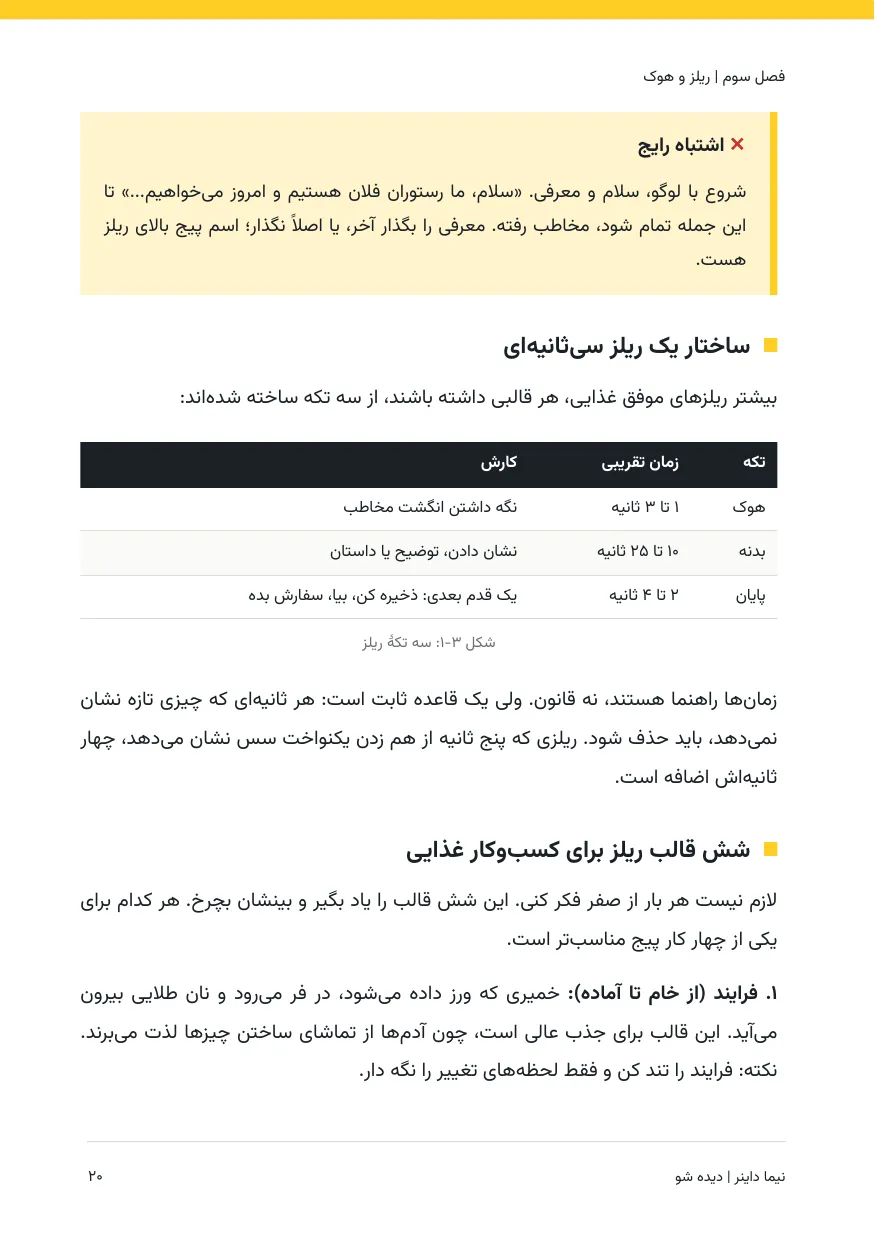 فصل سوم | ریلز و هوک
✕ اشتباه رایج
شروع با لوگو، سلام و معرفی. «سلام، ما رستوران فلان هستیم و امروز می‌خواهیم...» تا
این جمله تمام شود، مخاطب رفته. معرفی را بگذار آخر، یا اصلاً نگذار؛ اسم پیج بالای ریلز
هست.
ساختار یک ریلز سی‌ثانیه‌ای
بیشتر ریلزهای موفق غذایی، هر قالبی داشته باشند، از سه تکه ساخته شده‌اند:
تکه زمان تقریبی کارش
هوک ۱ تا ۳ ثانیه نگه داشتن انگشت مخاطب
بدنه ۱۰ تا ۲۵ ثانیه نشان دادن، توضیح یا داستان
پایان ۲ تا ۴ ثانیه یک قدم بعدی: ذخیره کن، بیا، سفارش بده
شکل ۳-۱: سه تکهٔ ریلز
زمان‌ها راهنما هستند، نه قانون. ولی یک قاعده ثابت است: هر ثانیه‌ای که چیزی تازه نشان
نمی‌دهد، باید حذف شود. ریلزی که پنج ثانیه از هم زدن یکنواخت سس نشان می‌دهد، چهار
ثانیه‌اش اضافه است.
شش قالب ریلز برای کسب‌وکار غذایی
لازم نیست هر بار از صفر فکر کنی. این شش قالب را یاد بگیر و بینشان بچرخ. هر کدام برای
یکی از چهار کار پیج مناسب‌تر است.
۱. فرایند (از خام تا آماده): خمیری که ورز داده می‌شود، در فر می‌رود و نان طلایی بیرون
می‌آید. این قالب برای جذب عالی است، چون آدم‌ها از تماشای ساختن چیزها لذت می‌برند.
نکته: فرایند را تند کن و فقط لحظه‌های تغییر را نگه دار.
نیما داینر | دیده شو
۲۰